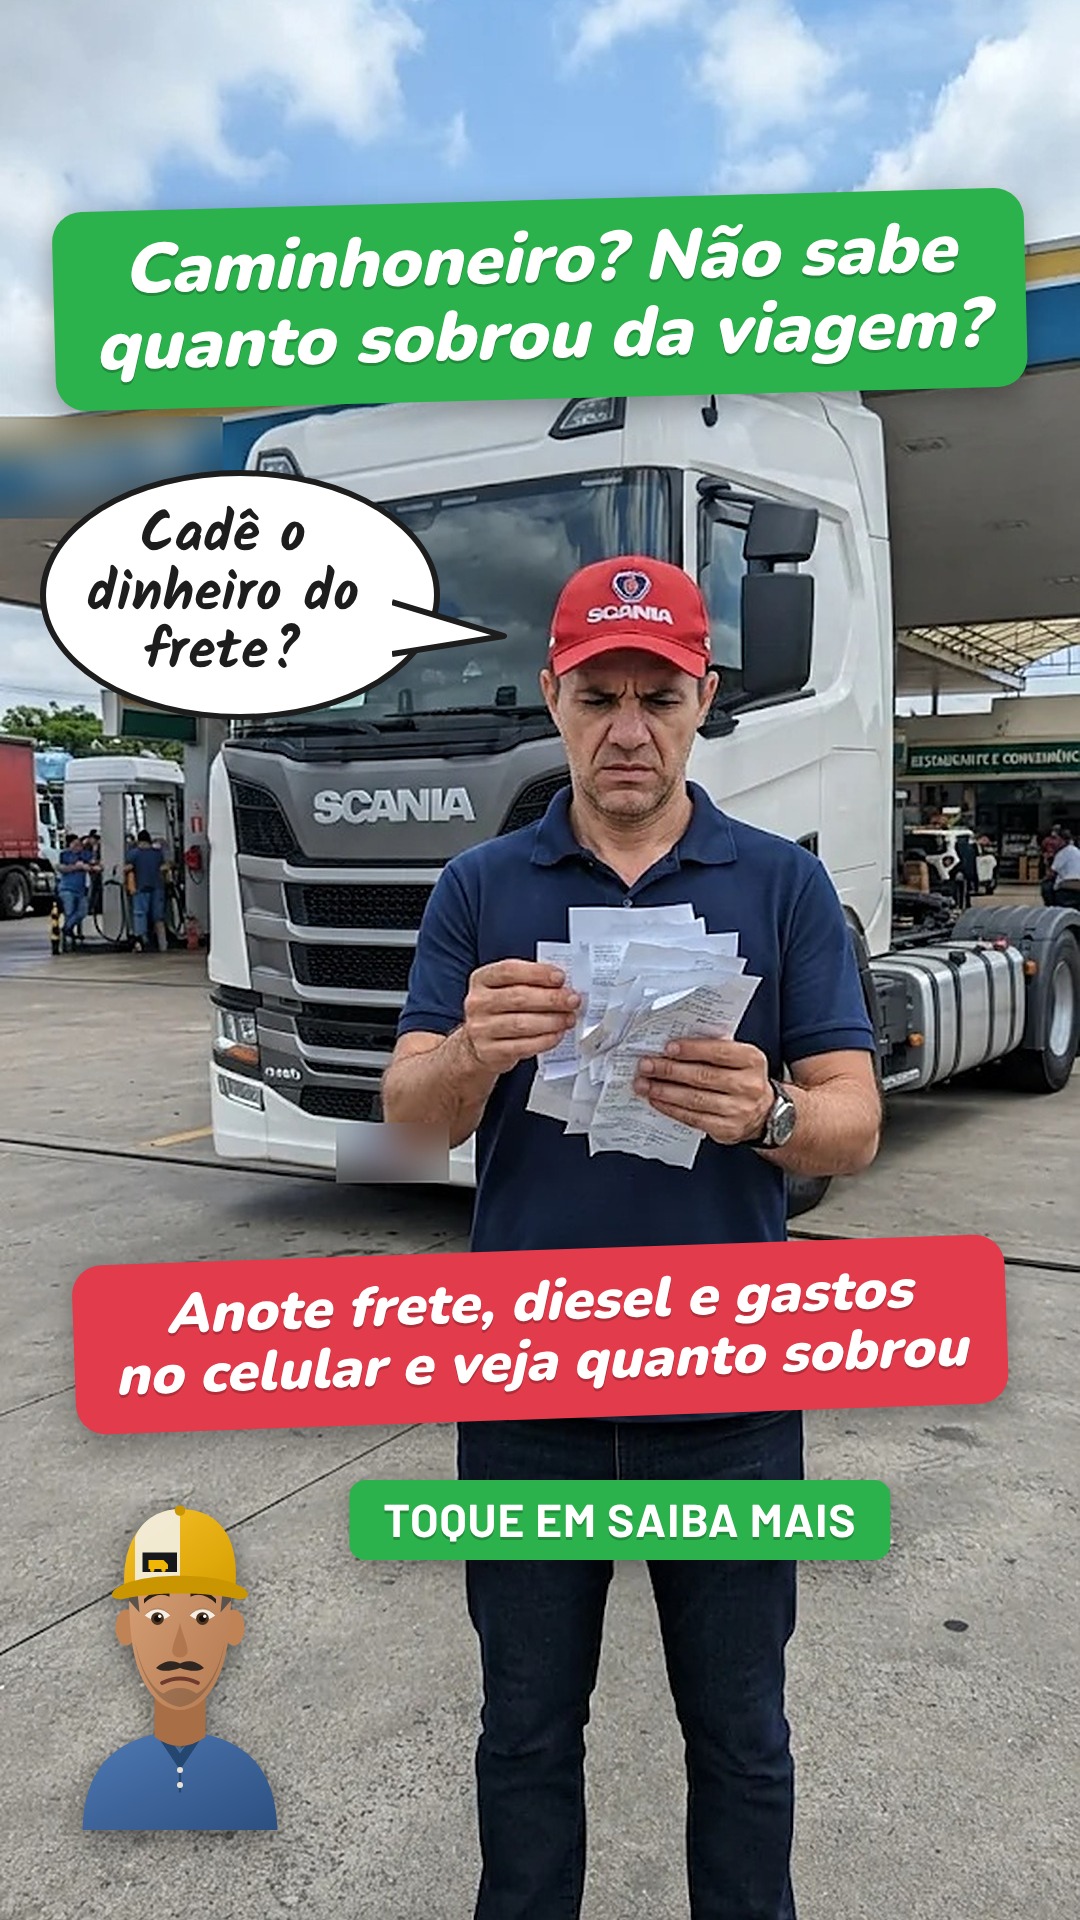 Caminhoneiro? Não sabe
quanto sobrou da viagem?
Cadê o
dinheiro do
frete?
SCANIA
SCANIA
RESTAURANTE E CONVENIÊNC
Anote frete, diesel e gastos
no celular e veja quanto sobrou
TOQUE EM SAIBA MAIS